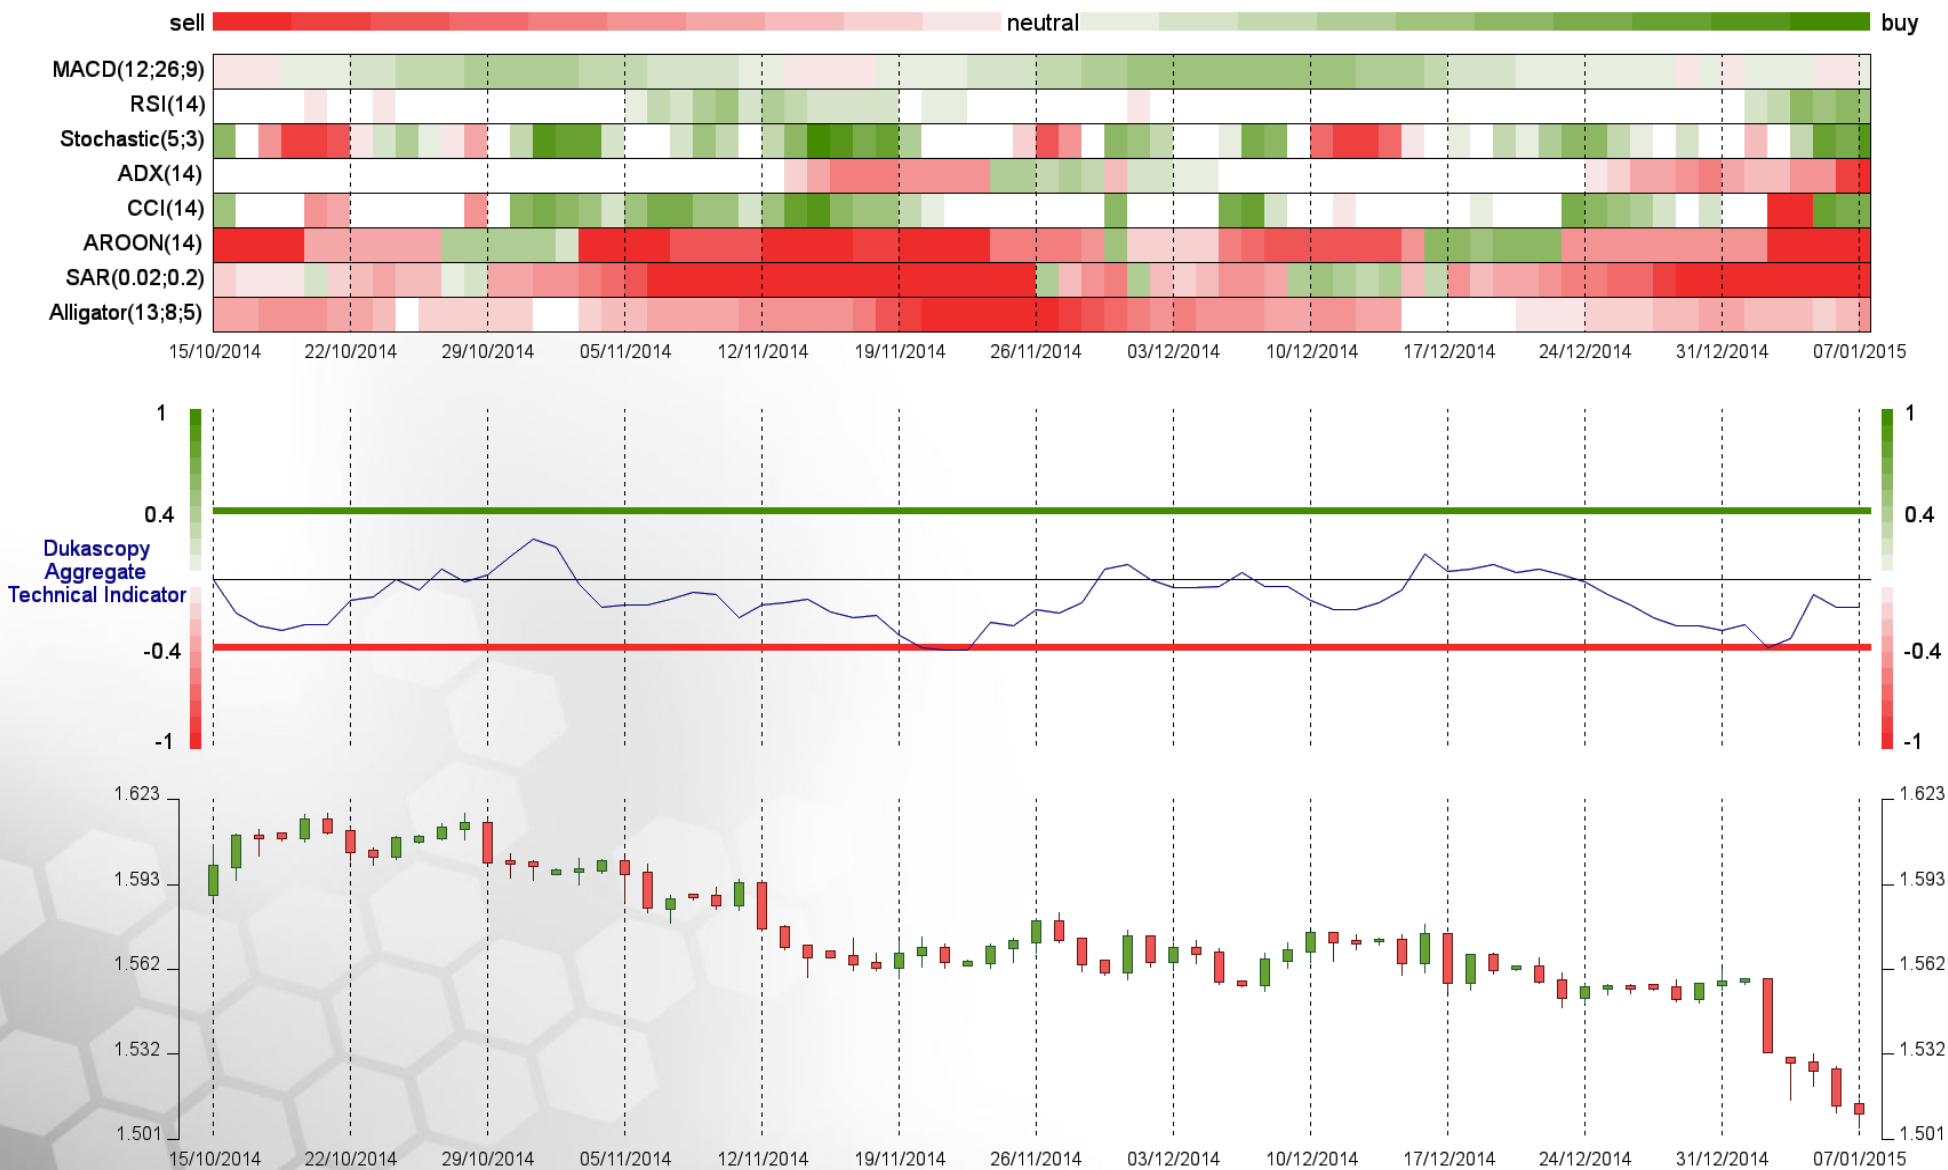 sell neutral buy
MACD(12;26;9)
RSI(14)
Stochastic(5;3)
ADX(14)
CCI(14)
AROON(14)
SAR(0.02;0.2)
Alligator(13;8;5)
15/10/2014 22/10/2014 29/10/2014 05/11/2014 12/11/2014 19/11/2014 26/11/2014 03/12/2014 10/12/2014 17/12/2014 24/12/2014 31/12/2014 07/01/2015
1 1
0.4 0.4
Dukascopy
Aggregate
Technical Indicator
-0.4 -0.4
-1 -1
1.623 1.623
1.593 1.593
1.562 1.562
1.532 1.532
1.501 1.501
15/10/2014 22/10/2014 29/10/2014 05/11/2014 12/11/2014 19/11/2014 26/11/2014 03/12/2014 10/12/2014 17/12/2014 24/12/2014 31/12/2014 07/01/2015